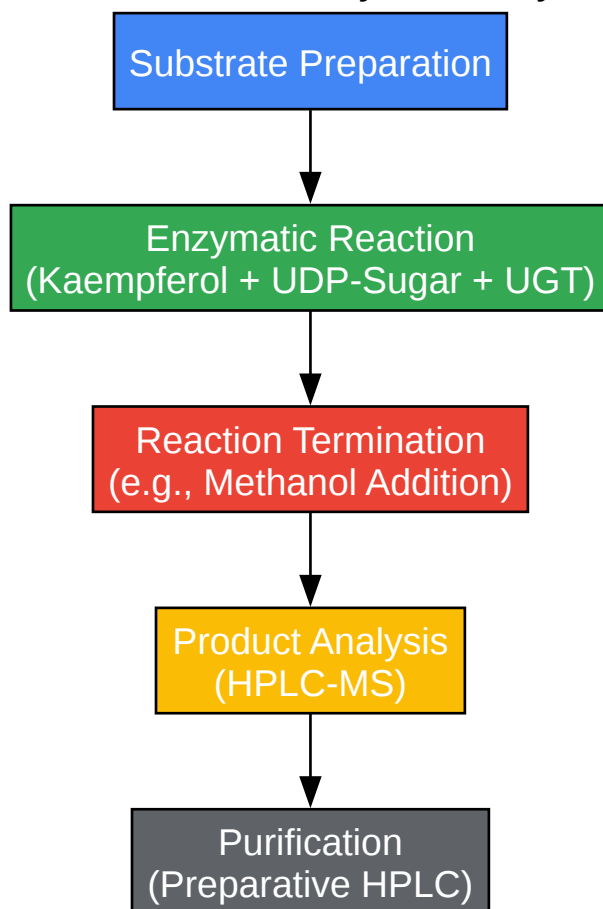 Substrate Preparation
Enzymatic Reaction
(Kaempferol + UDP-Sugar + UGT)
Reaction Termination
(e.g., Methanol Addition)
Product Analysis
(HPLC-MS)
Purification
(Preparative HPLC)